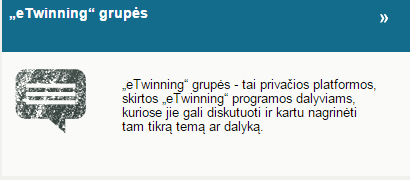 „eTwinning“ grupės »
„eTwinning“ grupės - tai privačios platformos,
skirtos „eTwinning“ programos dalyviams,
kuriose jie gali diskutuoti ir kartu nagrinėti
tam tikrą temą ar dalyką.